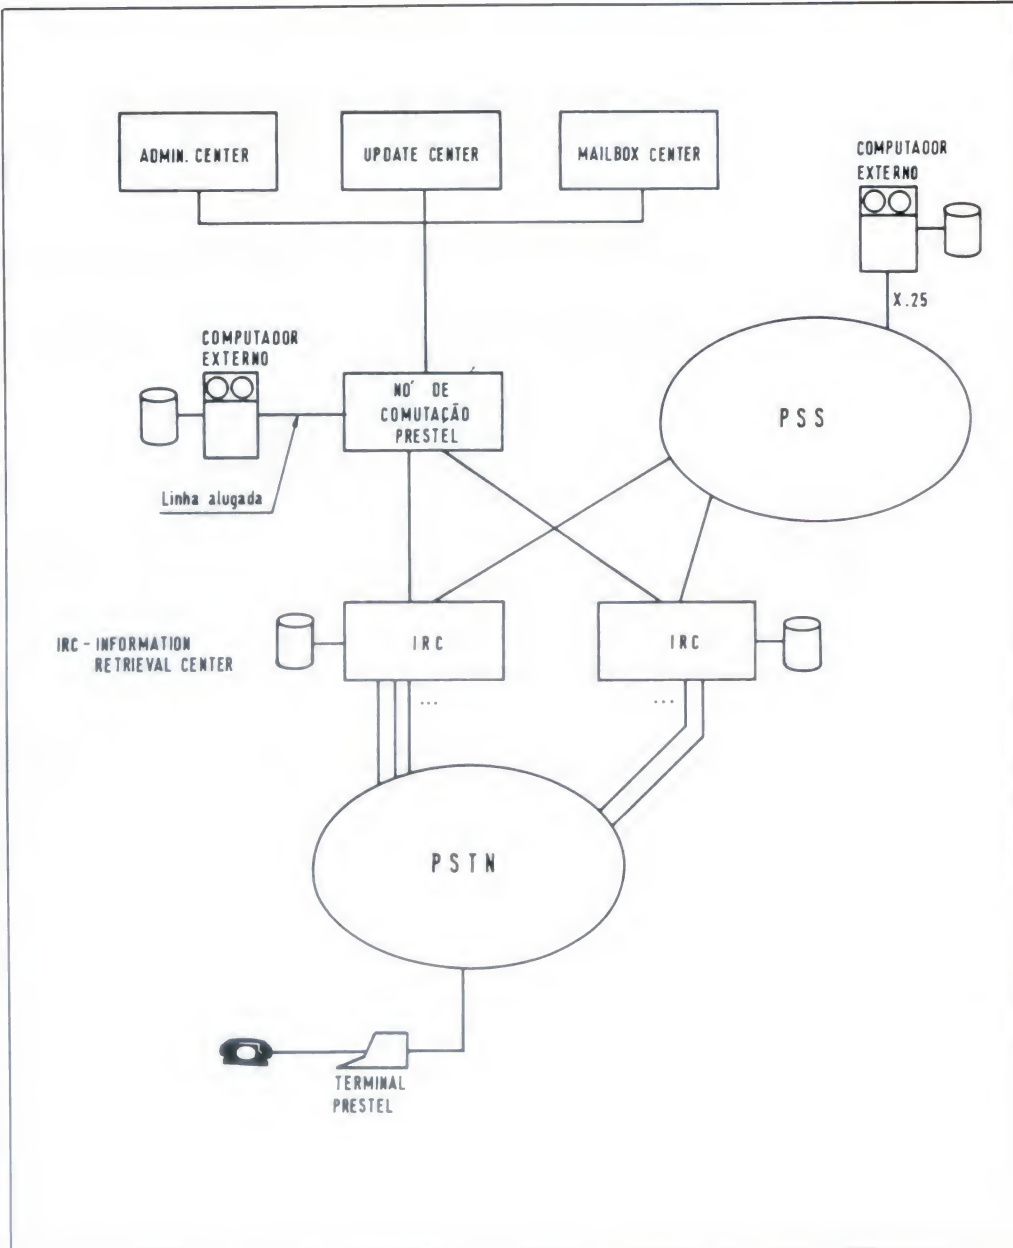 ADMIN. CENTER
UPDATE CENTER
MAILBOX CENTER
COMPUTADOR
EXTERNO
X.25
COMPUTADOR
EXTERNO
NÓ DE
COMUTAÇÃO
PRESTEL
PSS
Linha alugada
IRC - INFORMATION
RETRIEVAL CENTER
IRC
IRC
...
...
PSTN
TERMINAL
PRESTEL